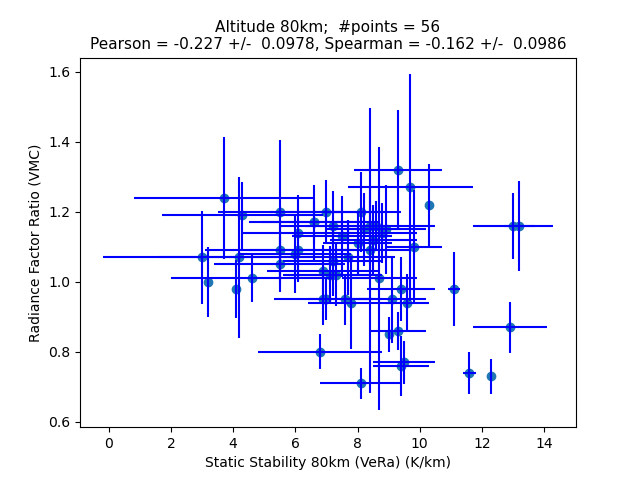 Altitude 80km;  #points = 56
Pearson = -0.227 +/-  0.0978, Spearman = -0.162 +/-  0.0986
Radiance Factor Ratio (VMC)
1.6
1.4
1.2
1.0
0.8
0.6
0 2 4 6 8 10 12 14
Static Stability 80km (VeRa) (K/km)